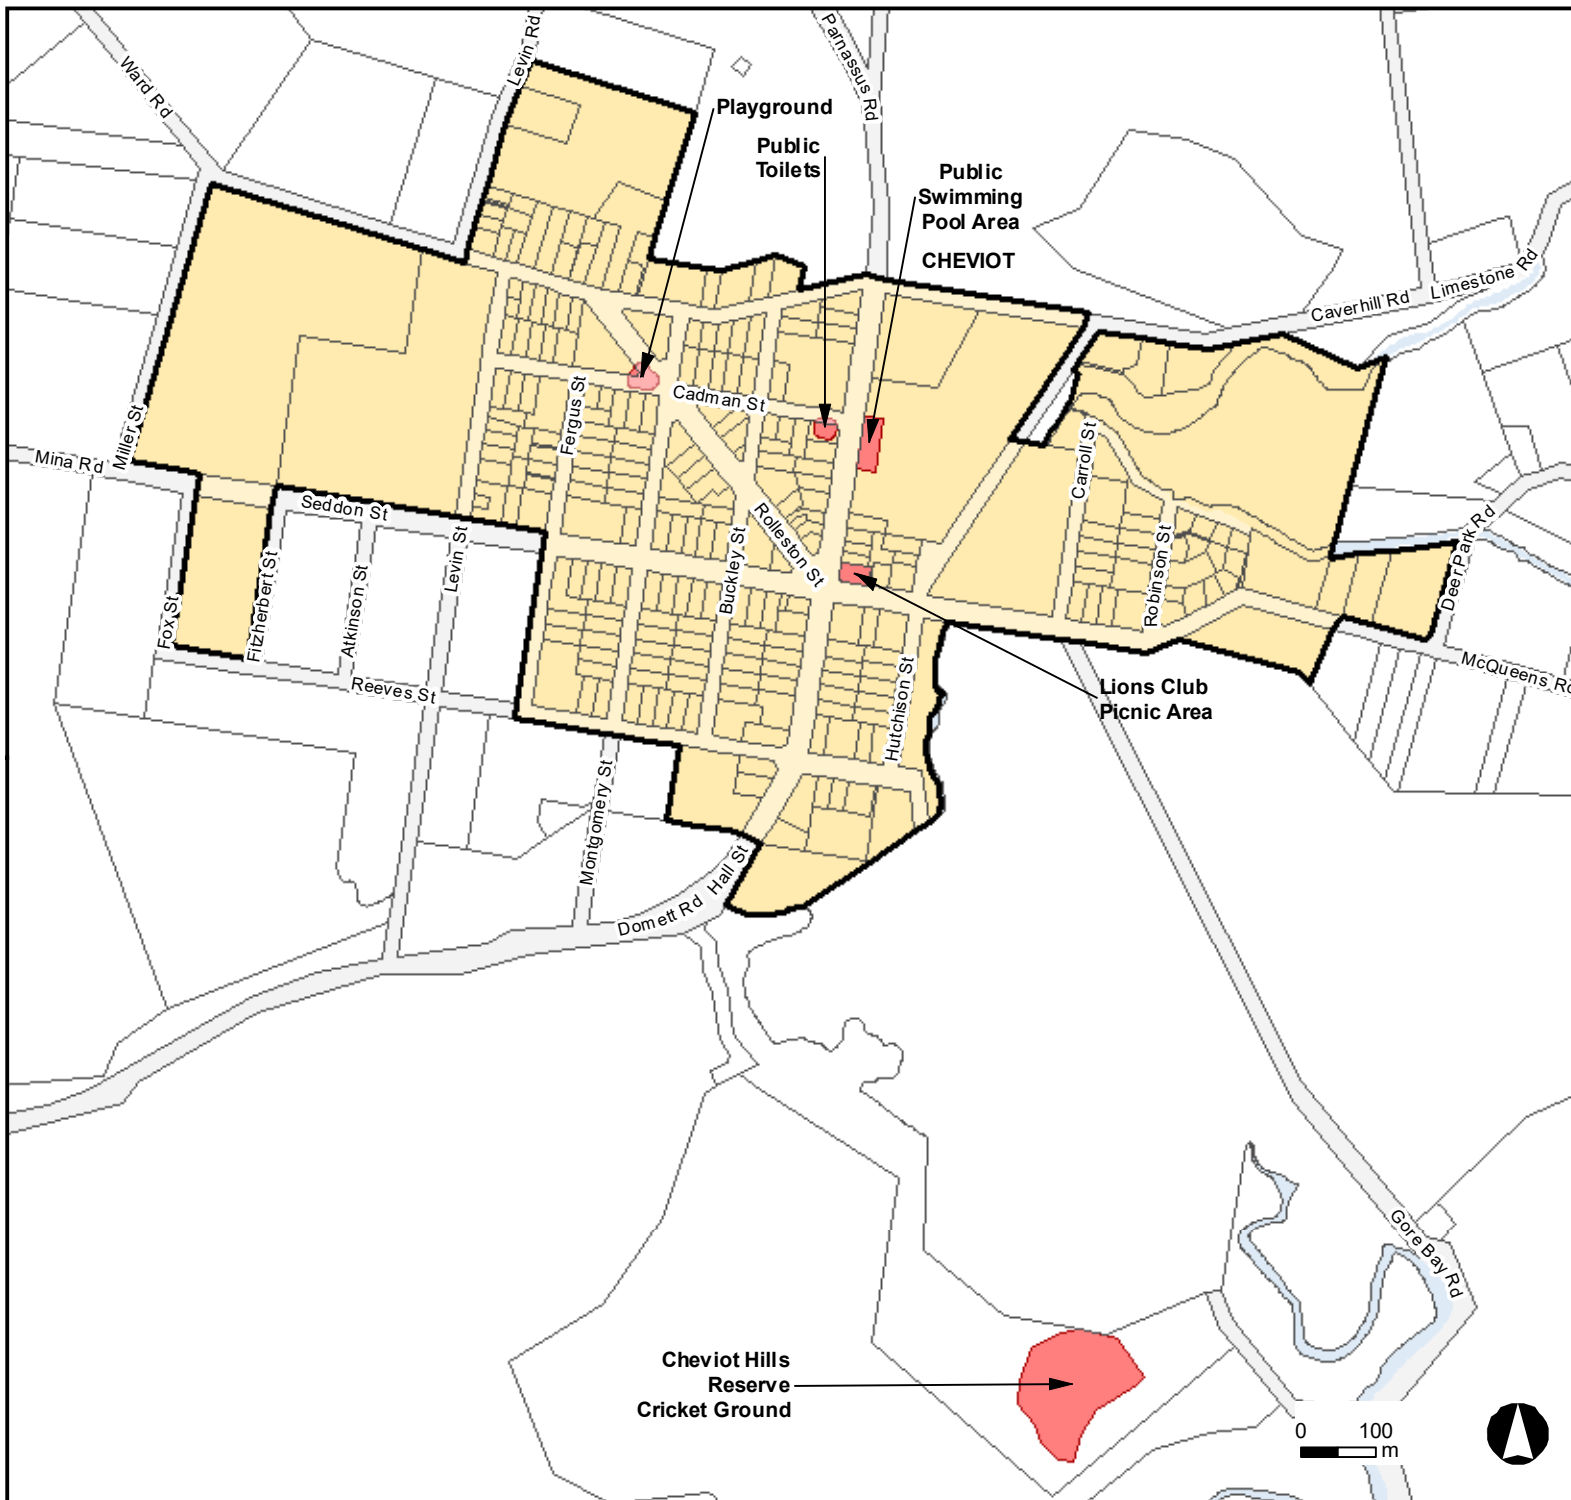 Levin Rd
Parnassus Rd
Ward Rd
Playground
Public
Toilets
Public
Swimming
Pool Area
CHEVIOT
Limestone Rd
Caverhill Rd
Cadman St
Fergus St
Miller St
Mina Rd
Carroll St
Seddon St
Rolleston St
Levin St
Buckley St
Robinson St
Deer Park Rd
Fitzherbert St
Atkinson St
Fox St
McQueens Rd
Reeves St
Hutchison St
Lions Club
Picnic Area
Montgomery St
Hall St
Domett Rd
Gore Bay Rd
Cheviot Hills
Reserve
Cricket Ground
0 100
m